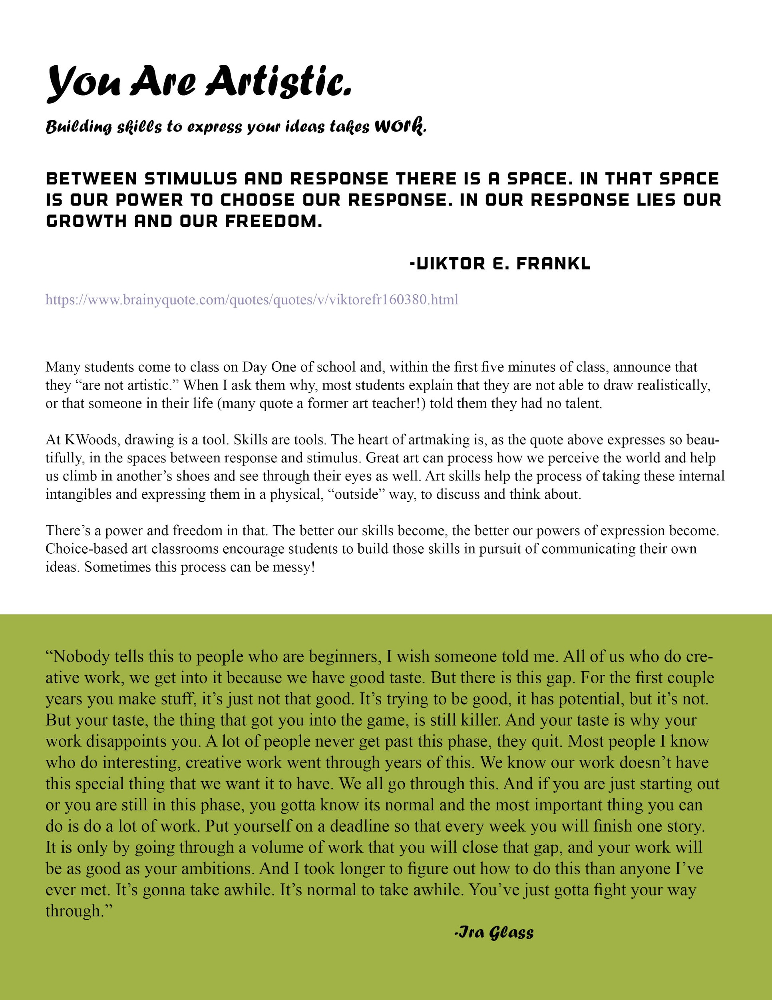 You Are Artistic.
Building skills to express your ideas takes work.
BETWEEN STIMULUS AND RESPONSE THERE IS A SPACE. IN THAT SPACE
IS OUR POWER TO CHOOSE OUR RESPONSE. IN OUR RESPONSE LIES OUR
GROWTH AND OUR FREEDOM.
-VIKTOR E. FRANKL
https://www.brainyquote.com/quotes/quotes/v/viktorefr160380.html
Many students come to class on Day One of school and, within the first five minutes of class, announce that
they “are not artistic.” When I ask them why, most students explain that they are not able to draw realistically,
or that someone in their life (many quote a former art teacher!) told them they had no talent.
At KWoods, drawing is a tool. Skills are tools. The heart of artmaking is, as the quote above expresses so beau-
tifully, in the spaces between response and stimulus. Great art can process how we perceive the world and help
us climb in another’s shoes and see through their eyes as well. Art skills help the process of taking these internal
intangibles and expressing them in a physical, “outside” way, to discuss and think about.
There’s a power and freedom in that. The better our skills become, the better our powers of expression become.
Choice-based art classrooms encourage students to build those skills in pursuit of communicating their own
ideas. Sometimes this process can be messy!
“Nobody tells this to people who are beginners, I wish someone told me. All of us who do cre-
ative work, we get into it because we have good taste. But there is this gap. For the first couple
years you make stuff, it’s just not that good. It’s trying to be good, it has potential, but it’s not.
But your taste, the thing that got you into the game, is still killer. And your taste is why your
work disappoints you. A lot of people never get past this phase, they quit. Most people I know
who do interesting, creative work went through years of this. We know our work doesn’t have
this special thing that we want it to have. We all go through this. And if you are just starting out
or you are still in this phase, you gotta know its normal and the most important thing you can
do is do a lot of work. Put yourself on a deadline so that every week you will finish one story.
It is only by going through a volume of work that you will close that gap, and your work will
be as good as your ambitions. And I took longer to figure out how to do this than anyone I’ve
ever met. It’s gonna take awhile. It’s normal to take awhile. You’ve just gotta fight your way
through.”
-Ira Glass